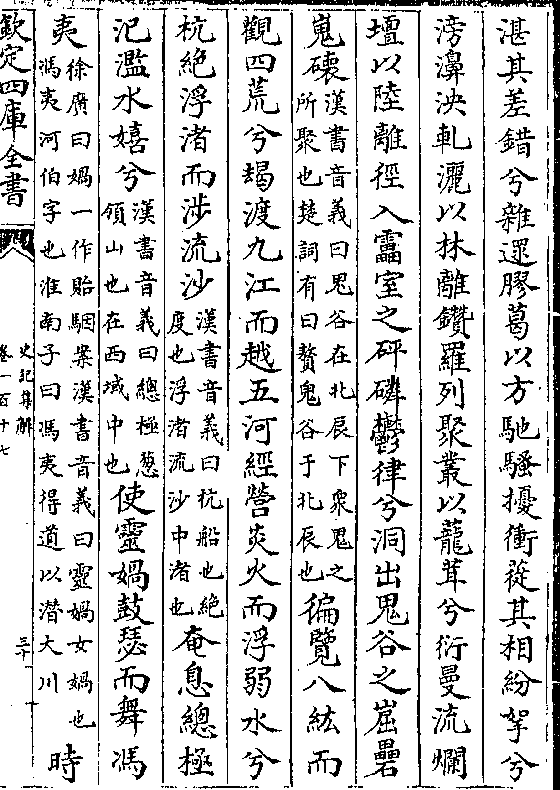 湛其差錯兮雜遝膠葛以方馳騷擾衝蓯其相紛挐兮
滂濞泱軋灑以林離鑽羅列聚叢以蘢茸兮衍曼流爛
壇以陸離徑入靁室之砰磷鬱律兮洞出鬼谷之崫礨
嵬磙漢書音義曰鬼谷在北辰下衆鬼之
所聚也楚詞有曰贅鬼谷于北辰也徧覽八紘而
觀四荒兮朅渡九江而越五河經營炎火而浮弱水兮
杭絕浮渚而涉流沙漢書音義曰杭船也絕
度也浮渚流沙中渚也奄息總極
氾濫水嬉兮漢書音義曰總極葱
領山也在西域中也使靈媧鼓瑟而舞馮
夷徐廣曰媧一作貽駰案漢書音義曰靈媧女媧也
馮夷河伯字也淮南子曰馮夷得道以潛大川時
欽定四庫全書
史記集解
卷一百十七
三十